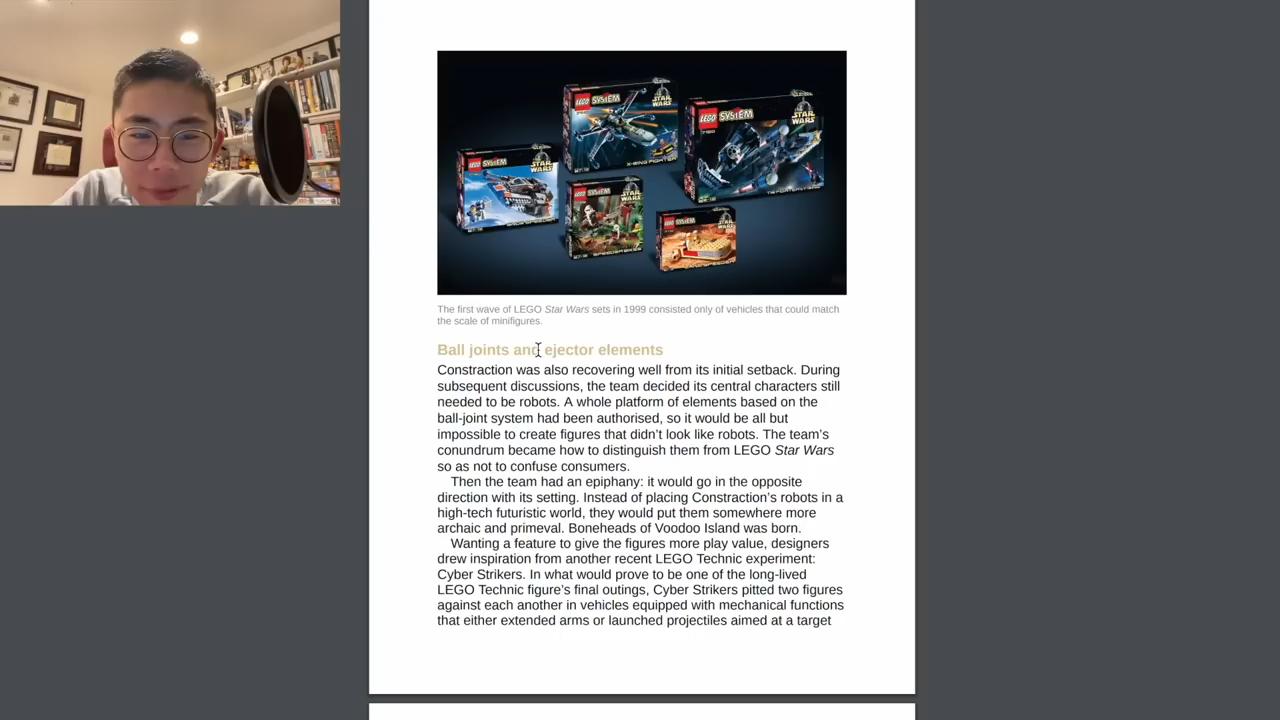 LEGO SYSTEM STAR WARS
X-WING FIGHTER
LEGO SYSTEM STAR WARS
LEGO SYSTEM STAR WARS
LEGO SYSTEM STAR WARS
LEGO SYSTEM
The first wave of LEGO Star Wars sets in 1999 consisted only of vehicles that could match
the scale of minifigures.
Ball joints and ejector elements
Constraction was also recovering well from its initial setback. During
subsequent discussions, the team decided its central characters still
needed to be robots. A whole platform of elements based on the
ball-joint system had been authorised, so it would be all but
impossible to create figures that didn’t look like robots. The team’s
conundrum became how to distinguish them from LEGO Star Wars
so as not to confuse consumers.
Then the team had an epiphany: it would go in the opposite
direction with its setting. Instead of placing Constraction’s robots in a
high-tech futuristic world, they would put them somewhere more
archaic and primeval. Boneheads of Voodoo Island was born.
Wanting a feature to give the figures more play value, designers
drew inspiration from another recent LEGO Technic experiment:
Cyber Strikers. In what would prove to be one of the long-lived
LEGO Technic figure’s final outings, Cyber Strikers pitted two figures
against each another in vehicles equipped with mechanical functions
that either extended arms or launched projectiles aimed at a target